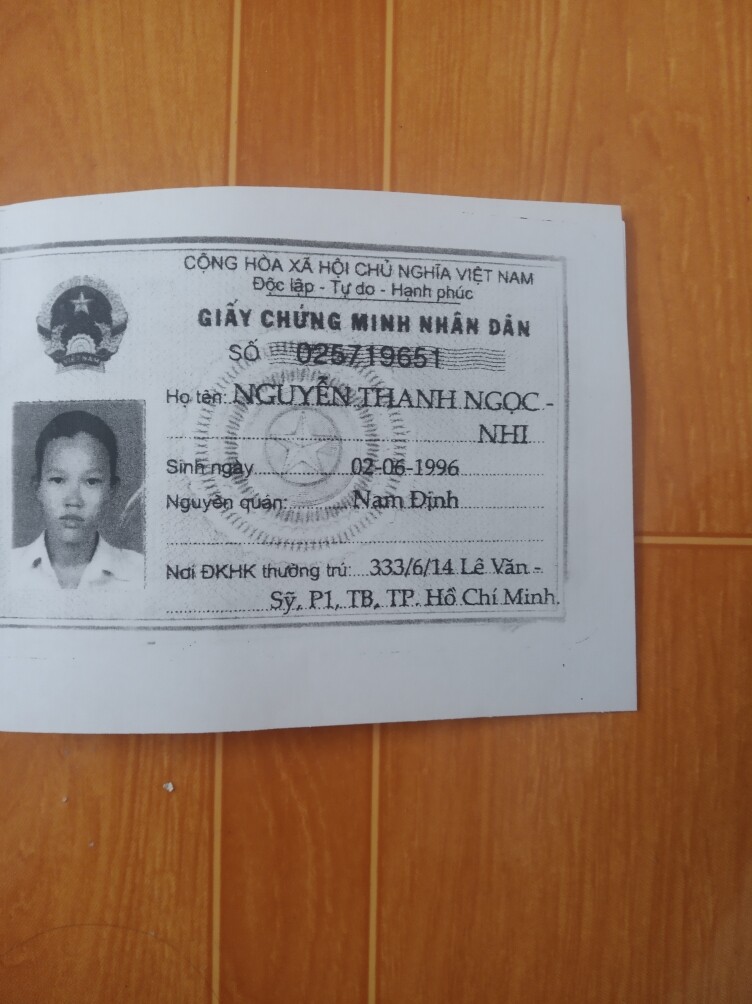 CỘNG HÒA XÃ HỘI CHỦ NGHĨA VIỆT NAM
Độc lập - Tự do - Hạnh phúc
GIẤY CHỨNG MINH NHÂN DÂN
SỐ 025719651
Họ tên: NGUYỄN THANH NGỌC -
NHI
Sinh ngày 02-06-1996
Nguyên quán: Nam Định
Nơi ĐKHK thường trú: 333/6/14 Lê Văn -
Sỹ, P1, TB, TP. Hồ Chí Minh.